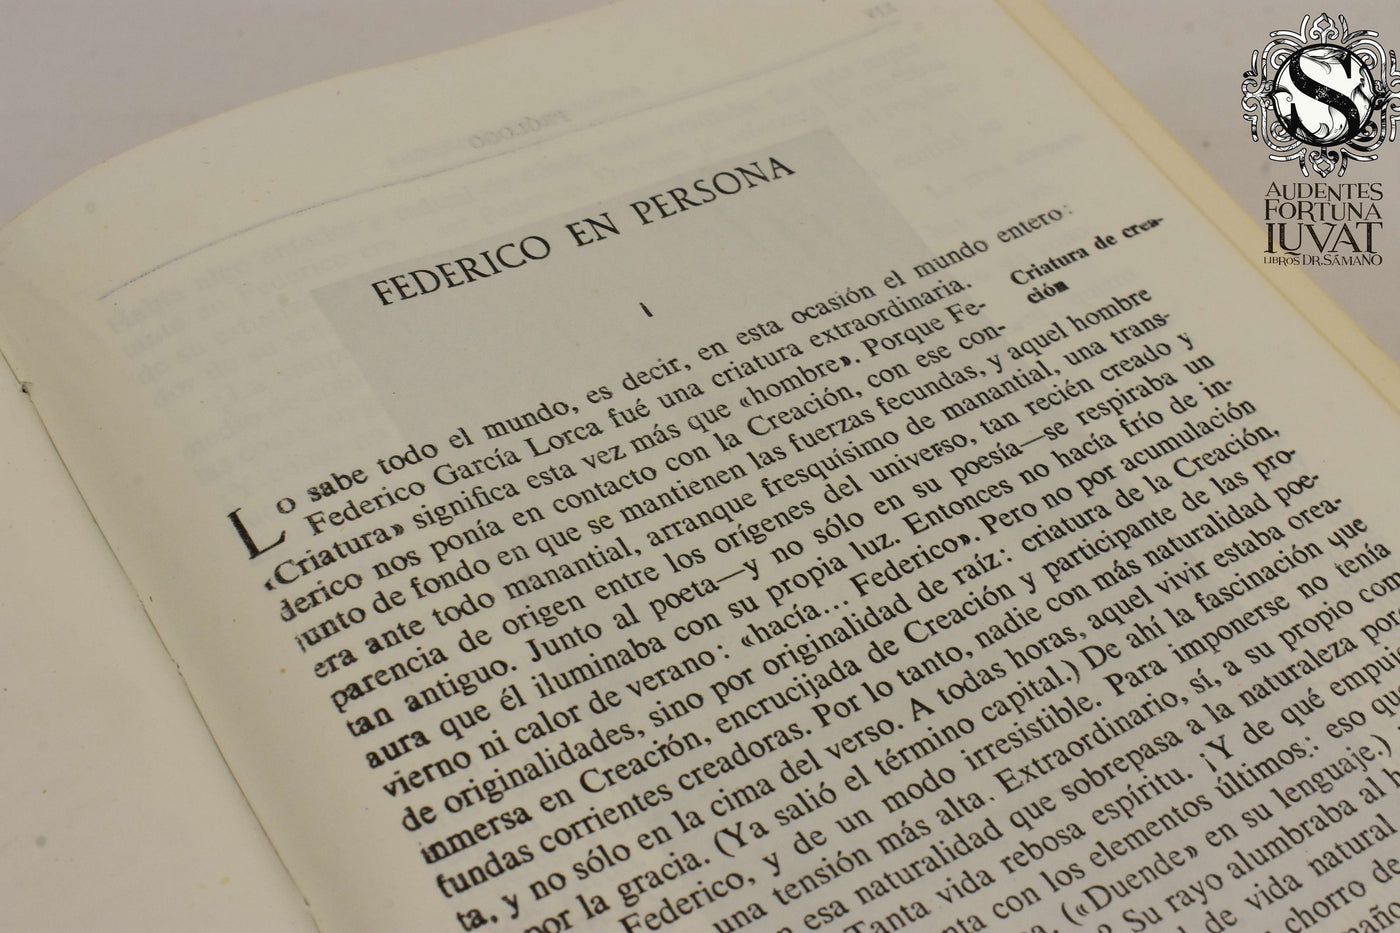 FEDERICO EN PERSONA
I
Lo sabe todo el mundo, es decir, en esta ocasión el mundo entero:
Federico García Lorca fué una criatura extraordinaria.
«Criatura» significa esta vez más que «hombre». Porque Fe-
derico nos ponía en contacto con la Creación, con ese con-
junto de fondo en que se mantienen las fuerzas fecundas, y aquel hombre
era ante todo manantial, arranque fresquísimo de manantial, una trans-
parencia de origen entre los orígenes del universo, tan recién creado y
tan antiguo. Junto al poeta—y no sólo en su poesía—se respiraba un
aura que él iluminaba con su propia luz. Entonces no hacía frío de in-
vierno ni calor de verano: «hacía... Federico». Pero no por acumulación
de originalidades, sino por originalidad de raíz: criatura de la Creación,
inmersa en Creación, encrucijada de Creación y participante de las pro-
fundas corrientes creadoras. Por lo tanto, nadie con más naturalidad poe-
ta, y no sólo en la cima del verso. A todas horas, aquel vivir estaba orea-
por la gracia. (Ya salió el término capital.) De ahí la fascinación que
Federico, y de un modo irresistible. Para imponerse no tenía
una tensión más alta. Extraordinario, sí, a su propio
esa naturalidad que sobrepasa a la naturaleza
Tanta vida rebosa espíritu. ¡Y de qué
con los elementos últimos: eso
(«Duende» en su lenguaje.)
Su rayo alumbraba al
de vida natural
chorro
Criatura de crea-
ción
S
AUDENTES
FORTUNA
IUVAT
LIBROS DR. SÁMANO